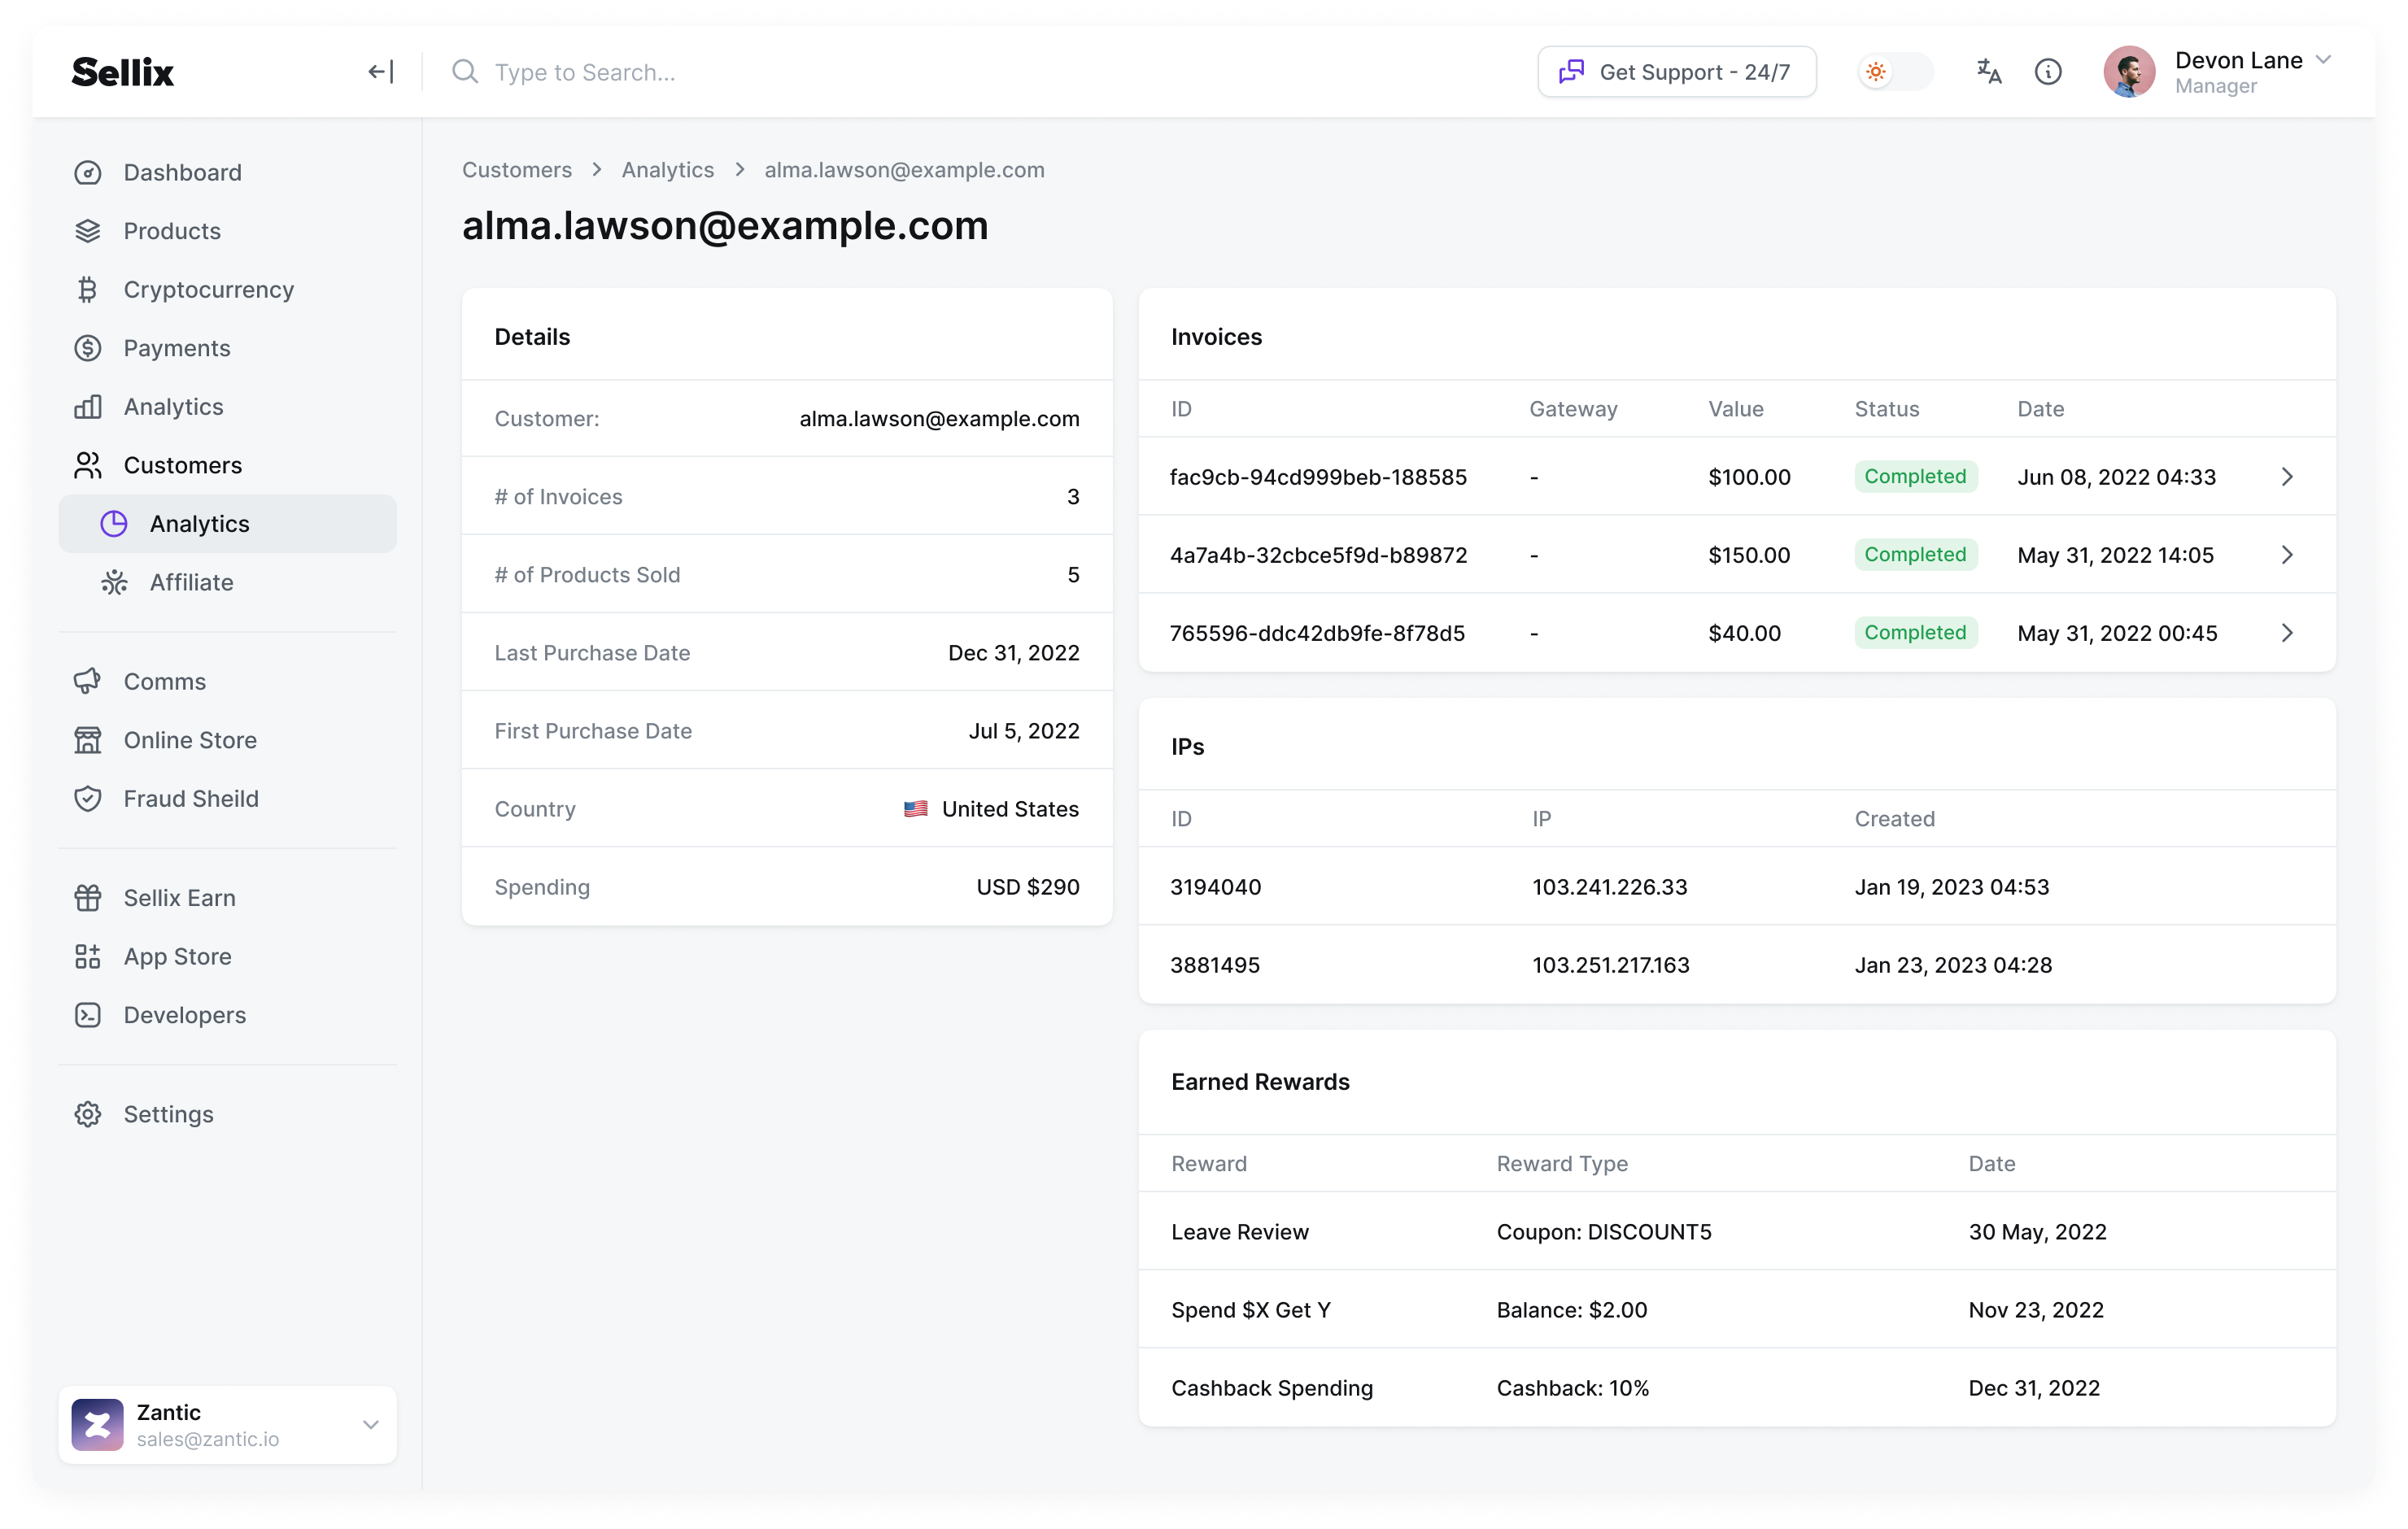 Sellix
Type to Search...
Get Support - 24/7
Devon Lane
Manager
Dashboard
Products
Cryptocurrency
Payments
Analytics
Customers
Analytics
Affiliate
Comms
Online Store
Fraud Sheild
Sellix Earn
App Store
Developers
Settings
Zantic
sales@zantic.io
Customers > Analytics > alma.lawson@example.com
alma.lawson@example.com
Details
Customer: alma.lawson@example.com
# of Invoices 3
# of Products Sold 5
Last Purchase Date Dec 31, 2022
First Purchase Date Jul 5, 2022
Country United States
Spending USD $290
Invoices
ID Gateway Value Status Date
fac9cb-94cd999beb-188585 - $100.00 Completed Jun 08, 2022 04:33
4a7a4b-32cbce5f9d-b89872 - $150.00 Completed May 31, 2022 14:05
765596-ddc42db9fe-8f78d5 - $40.00 Completed May 31, 2022 00:45
IPs
ID IP Created
3194040 103.241.226.33 Jan 19, 2023 04:53
3881495 103.251.217.163 Jan 23, 2023 04:28
Earned Rewards
Reward Reward Type Date
Leave Review Coupon: DISCOUNT5 30 May, 2022
Spend $X Get Y Balance: $2.00 Nov 23, 2022
Cashback Spending Cashback: 10% Dec 31, 2022